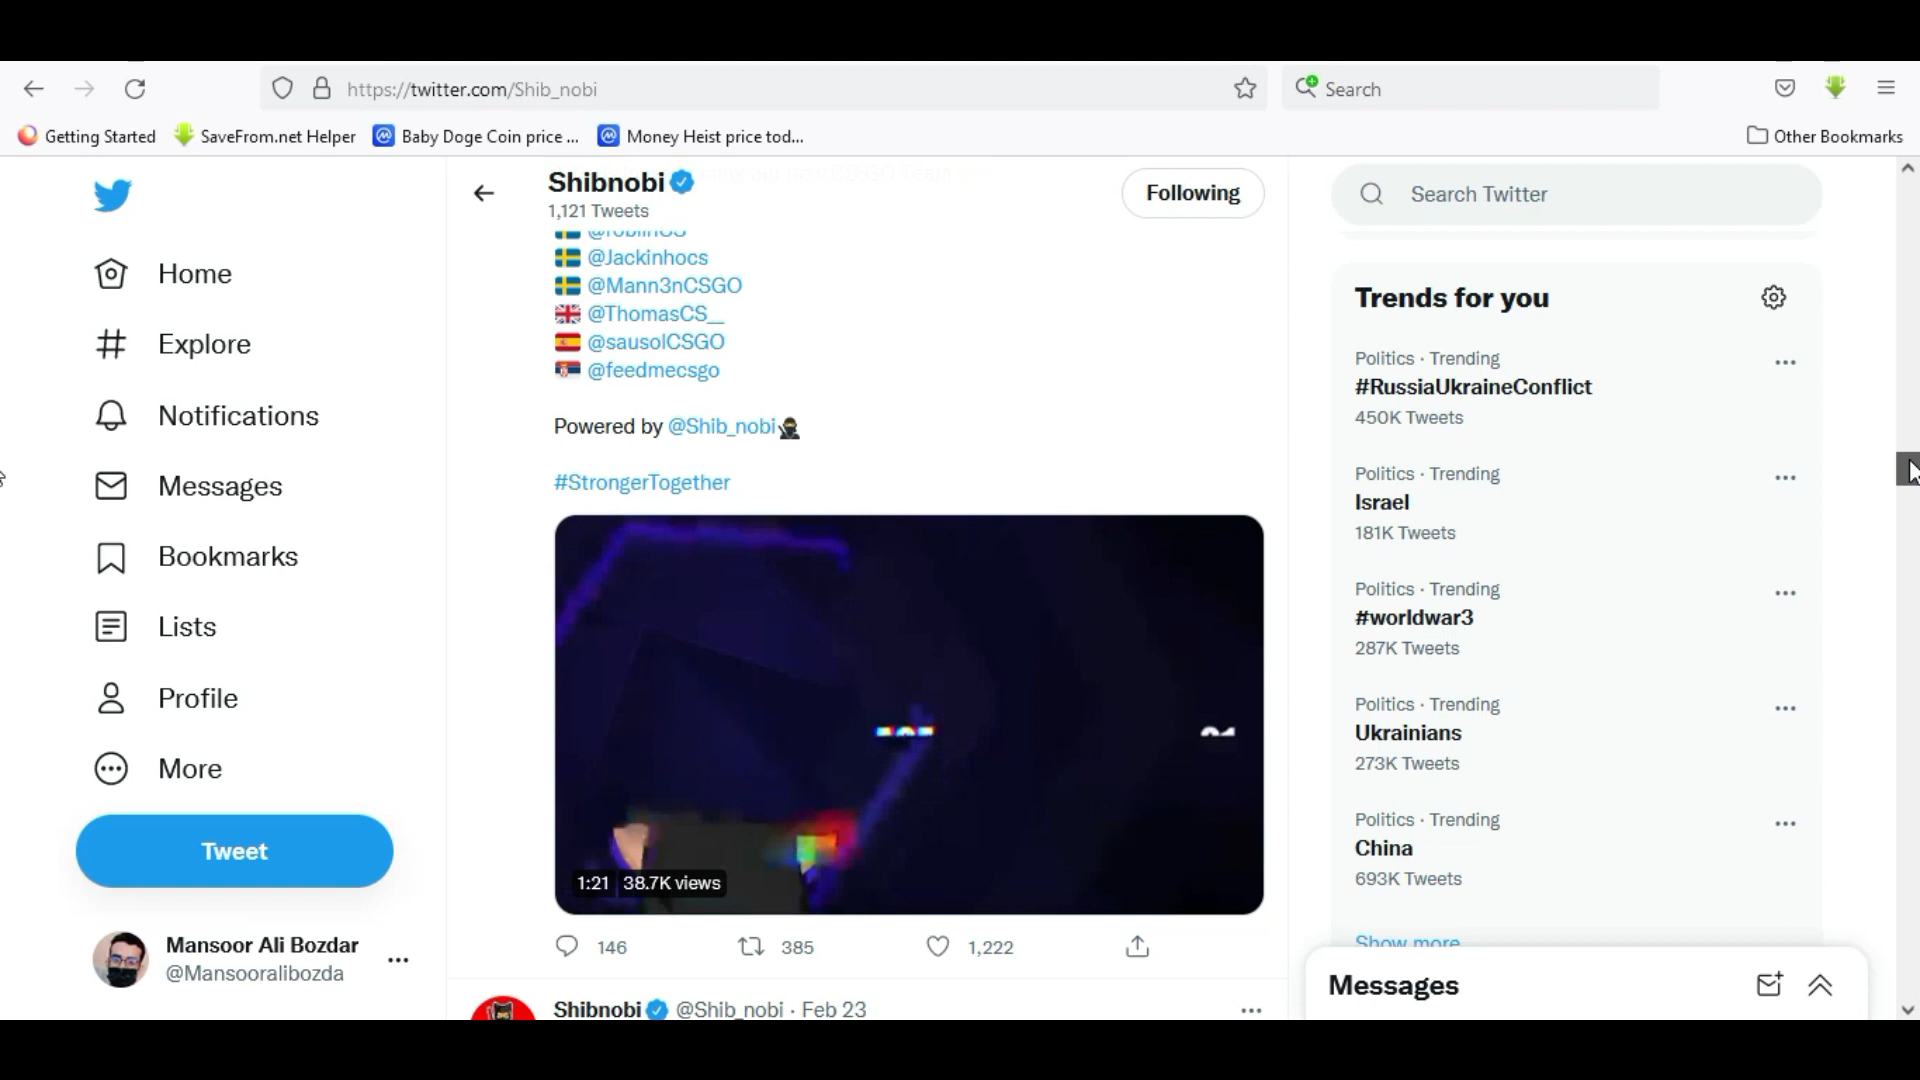 https://twitter.com/Shib_nobi
Search
Getting Started
SaveFrom.net Helper
Baby Doge Coin price ...
Money Heist price tod...
Other Bookmarks
Home
Explore
Notifications
Messages
Bookmarks
Lists
Profile
More
Tweet
Mansoor Ali Bozdar
@Mansooralibozda
Shibnobi
1,121 Tweets
Following
@Jackinhocs
@Mann3nCSGO
@ThomasCS__
@sausolCSGO
@feedmecsgo
Powered by @Shib_nobi
#StrongerTogether
1:21 38.7K views
146 385 1,222
Shibnobi @Shib_nobi · Feb 23
Search Twitter
Trends for you
Politics · Trending
#RussiaUkraineConflict
450K Tweets
Politics · Trending
Israel
181K Tweets
Politics · Trending
#worldwar3
287K Tweets
Politics · Trending
Ukrainians
273K Tweets
Politics · Trending
China
693K Tweets
Show more
Messages